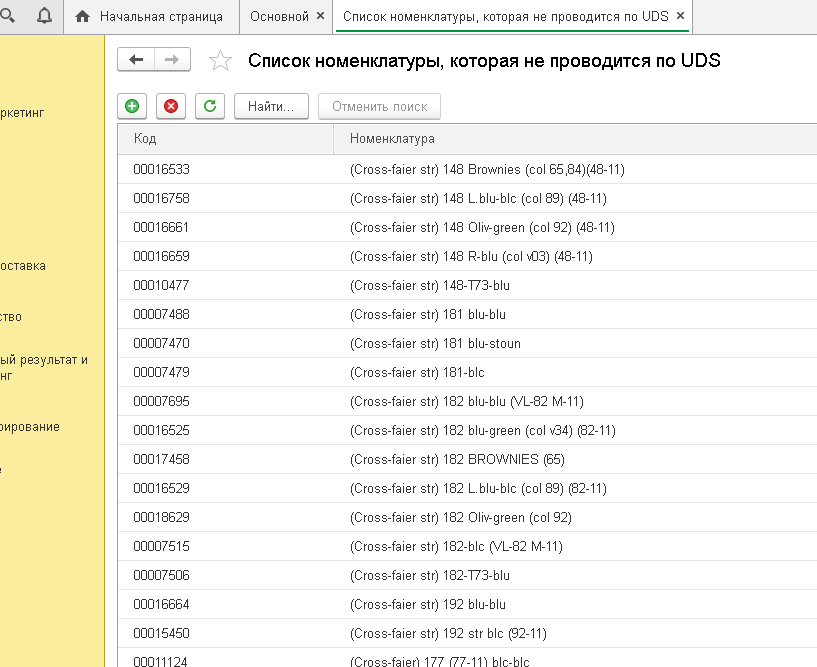 Начальная страница
Основной ×
Список номенклатуры, которая не проводится по UDS ×
Список номенклатуры, которая не проводится по UDS
Найти...
Отменить поиск
Код Номенклатура
00016533 (Cross-faier str) 148 Brownies (col 65,84)(48-11)
00016758 (Cross-faier str) 148 L.blu-blc (col 89) (48-11)
00016661 (Cross-faier str) 148 Oliv-green (col 92) (48-11)
00016659 (Cross-faier str) 148 R-blu (col v03) (48-11)
00010477 (Cross-faier str) 148-T73-blu
00007488 (Cross-faier str) 181 blu-blu
00007470 (Cross-faier str) 181 blu-stoun
00007479 (Cross-faier str) 181-blc
00007695 (Cross-faier str) 182 blu-blu (VL-82 M-11)
00016525 (Cross-faier str) 182 blu-green (col v34) (82-11)
00017458 (Cross-faier str) 182 BROWNIES (65)
00016529 (Cross-faier str) 182 L.blu-blc (col 89) (82-11)
00018629 (Cross-faier str) 182 Oliv-green (col 92)
00007515 (Cross-faier str) 182-blc (VL-82 M-11)
00007506 (Cross-faier str) 182-T73-blu
00016664 (Cross-faier str) 192 blu-blu
00015450 (Cross-faier str) 192 str blc (92-11)
00011124 (Cross-faier) 177 (77-11) blc-blc
ркетинг
оставка
ство
ый результат и
нг
рирование
е